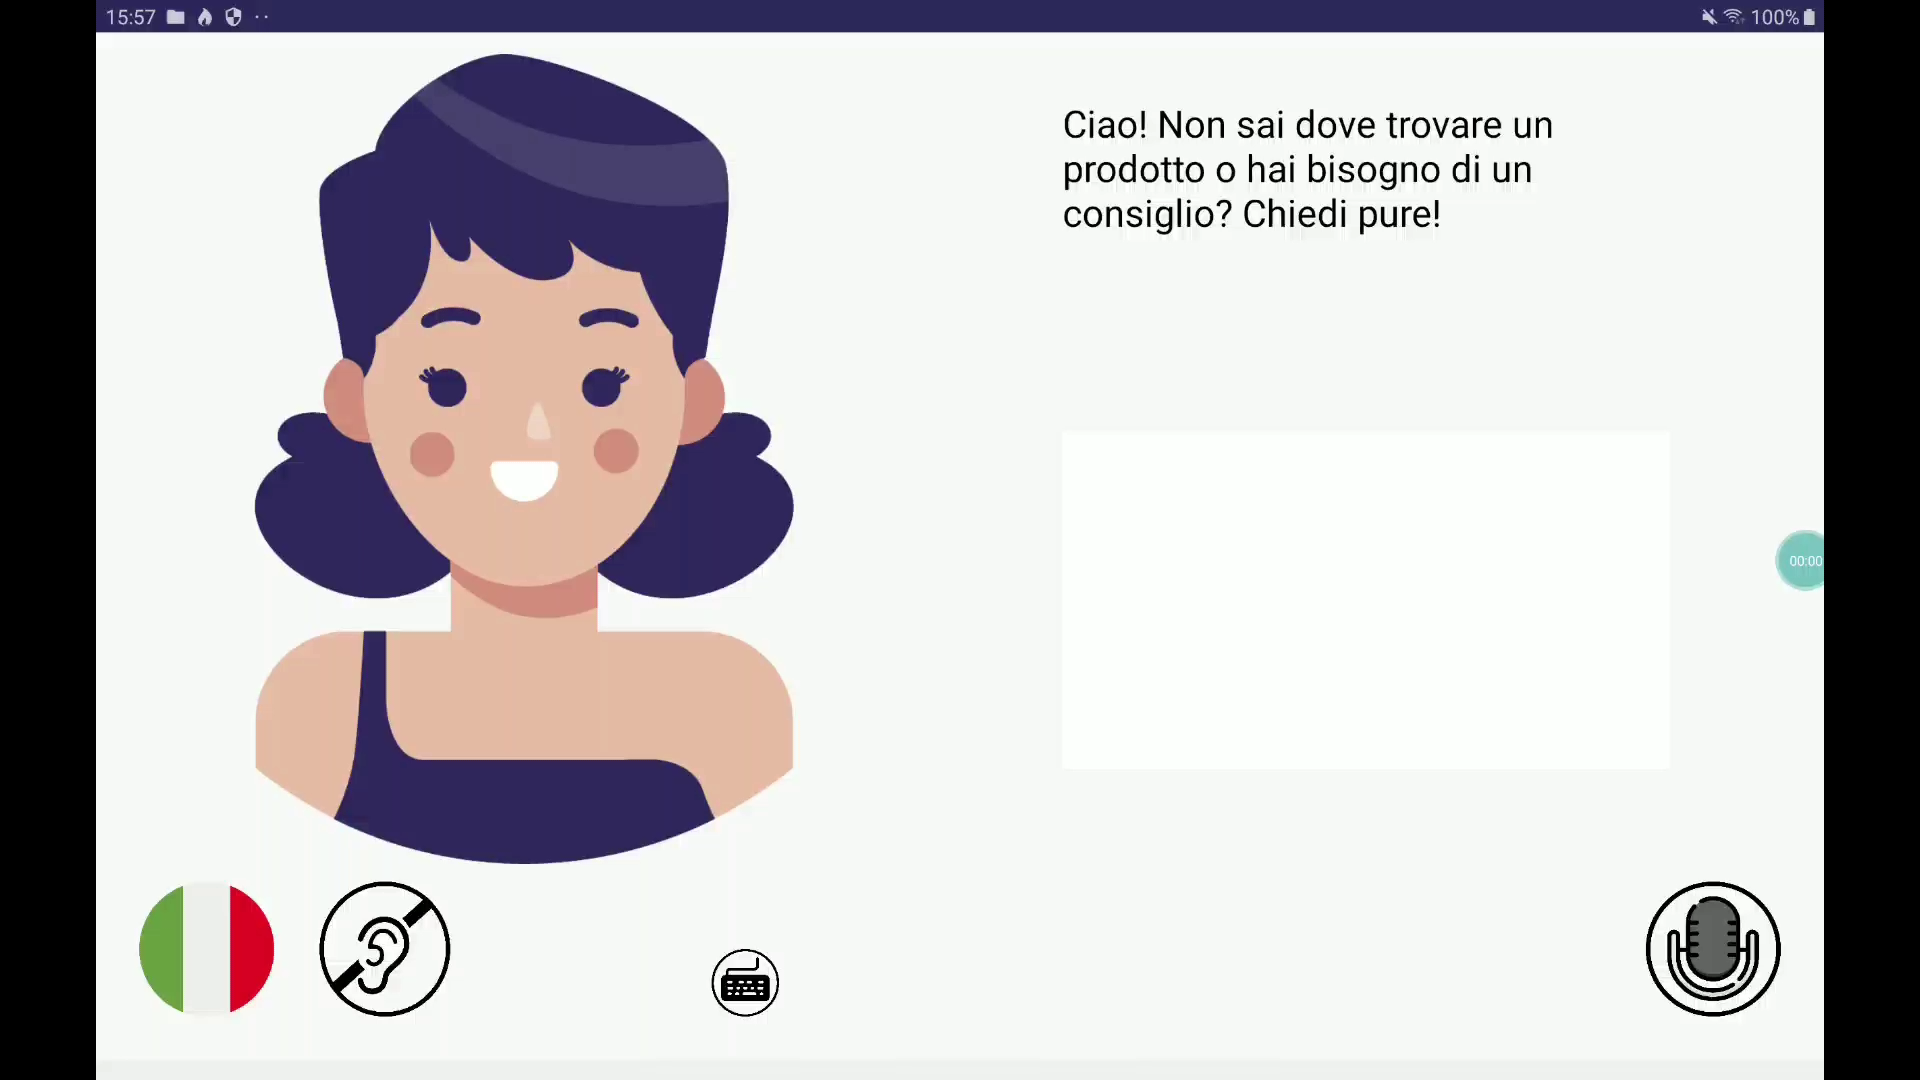 15:57
100%
Ciao! Non sai dove trovare un
prodotto o hai bisogno di un
consiglio? Chiedi pure!
00:00